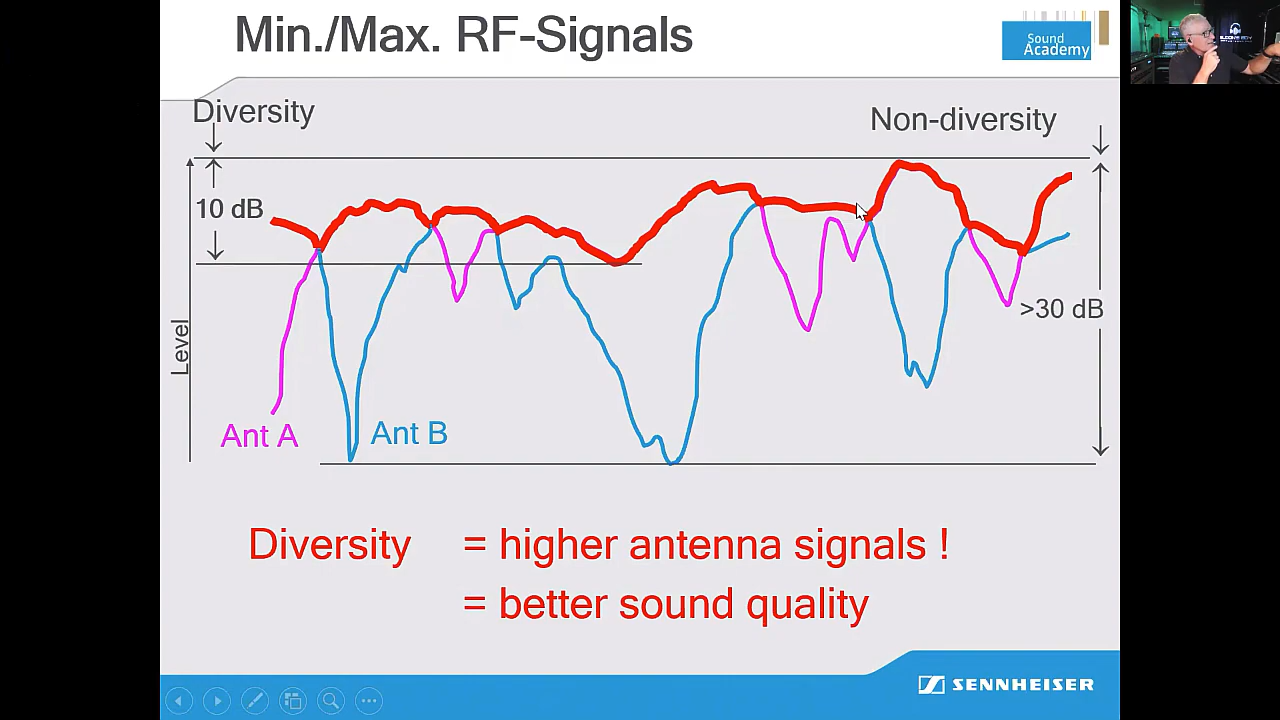 Min./Max. RF-Signals
Sound
Academy
Diversity
Non-diversity
10 dB
>30 dB
Level
Ant A
Ant B
Diversity = higher antenna signals !
= better sound quality
SENNHEISER